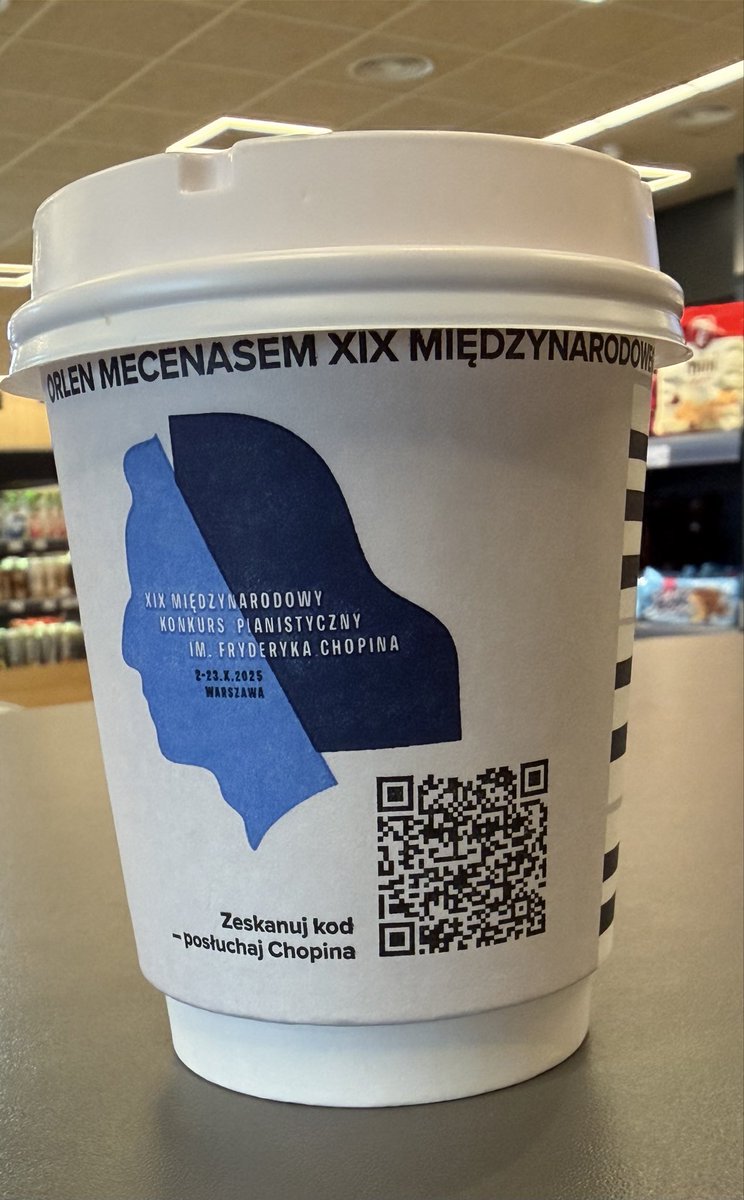 ORLEN MECENASEM XIX MIĘDZYNARODOWE
XIX MIĘDZYNARODOWY
KONKURS PIANISTYCZNY
IM. FRYDERYKA CHOPINA
2-23.X.2025
WARSZAWA
Zeskanuj kod
– posłuchaj Chopina